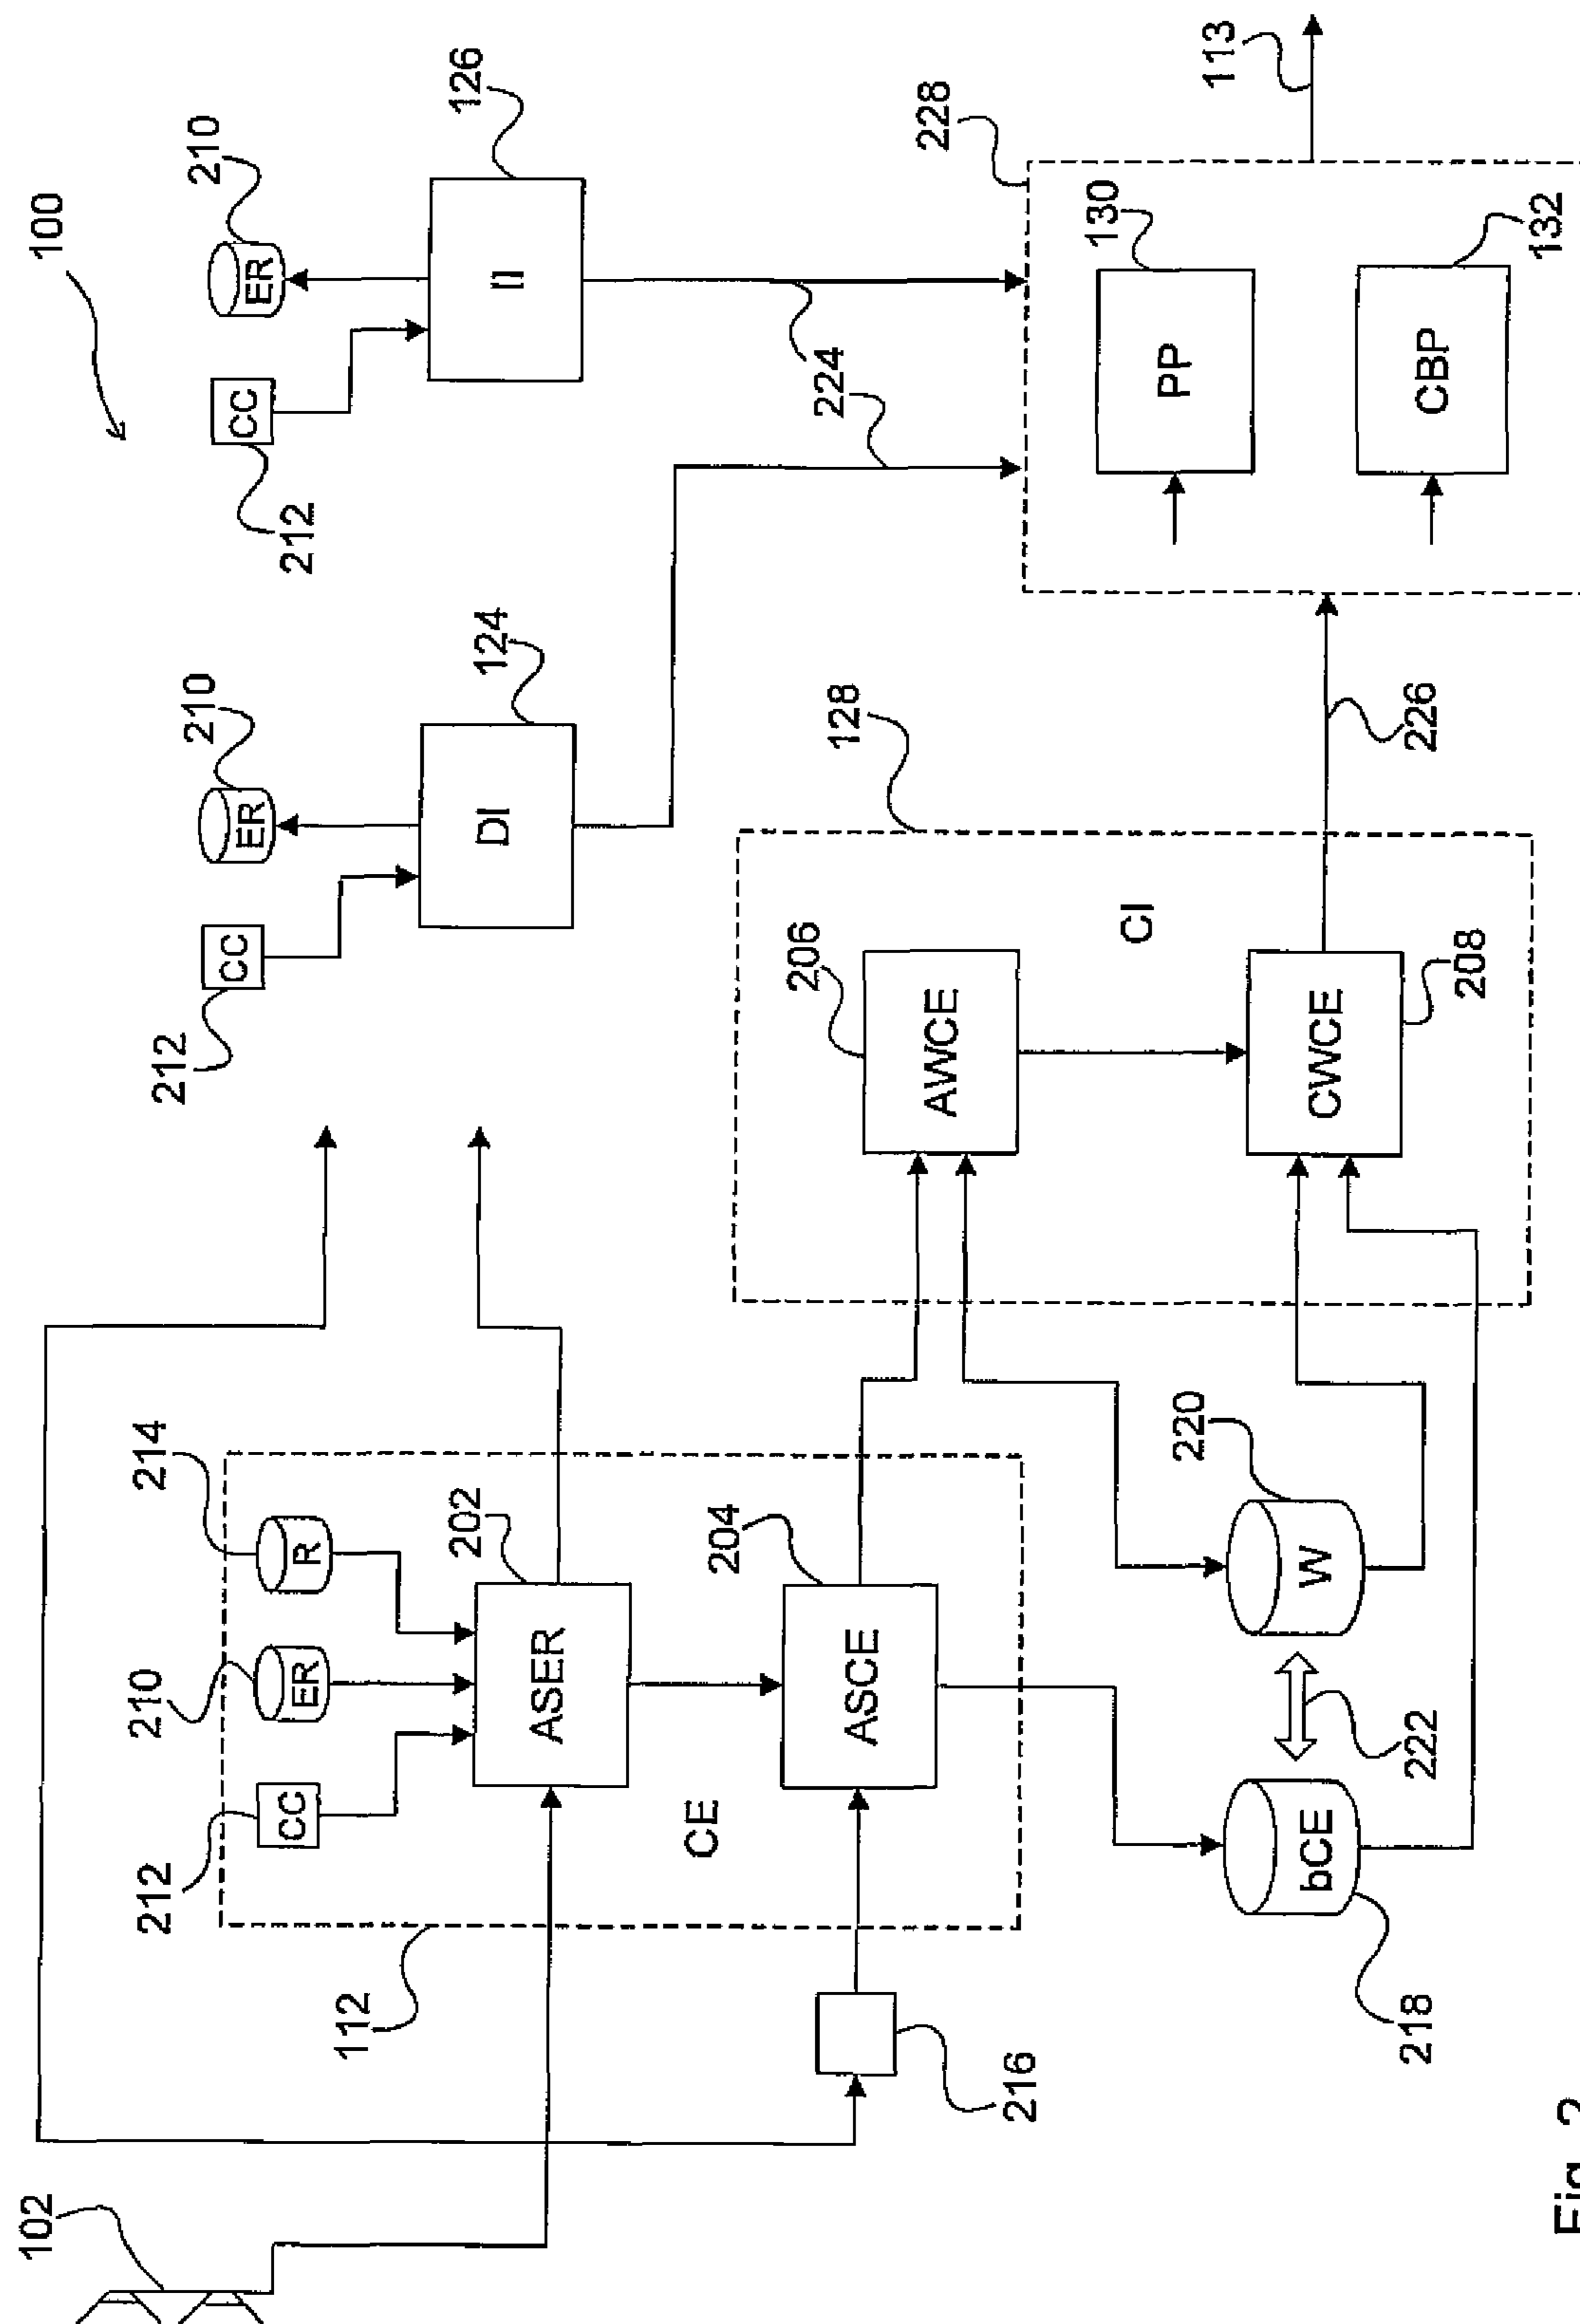 100
102
112
212
CC
210
ER
214
R
202
ASER
CE
204
ASCE
216
218
bCE
222
220
W
212
CC
210
ER
124
DI
212
CC
210
ER
126
II
224
128
206
AWCE
CI
CWCE
208
226
228
130
PP
CBP
132
113
Fig. 2